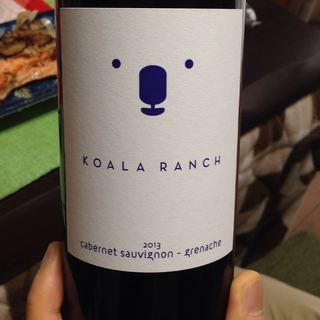 KOALA RANCH
2013
cabernet sauvignon - grenache